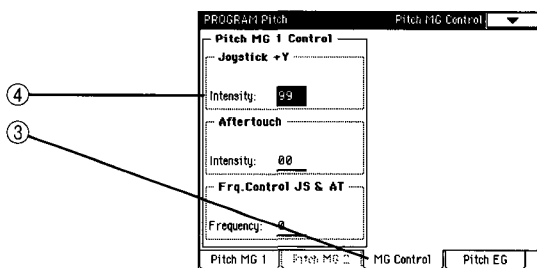 PROGRAM Pitch Pitch MG Control
Pitch MG 1 Control
Joystick +Y
④ Intensity: 99
③
Aftertouch
Intensity: 00
Frq.Control JS & AT
Frequency: 0
Pitch MG 1 Pitch MG 2 MG Control Pitch EG